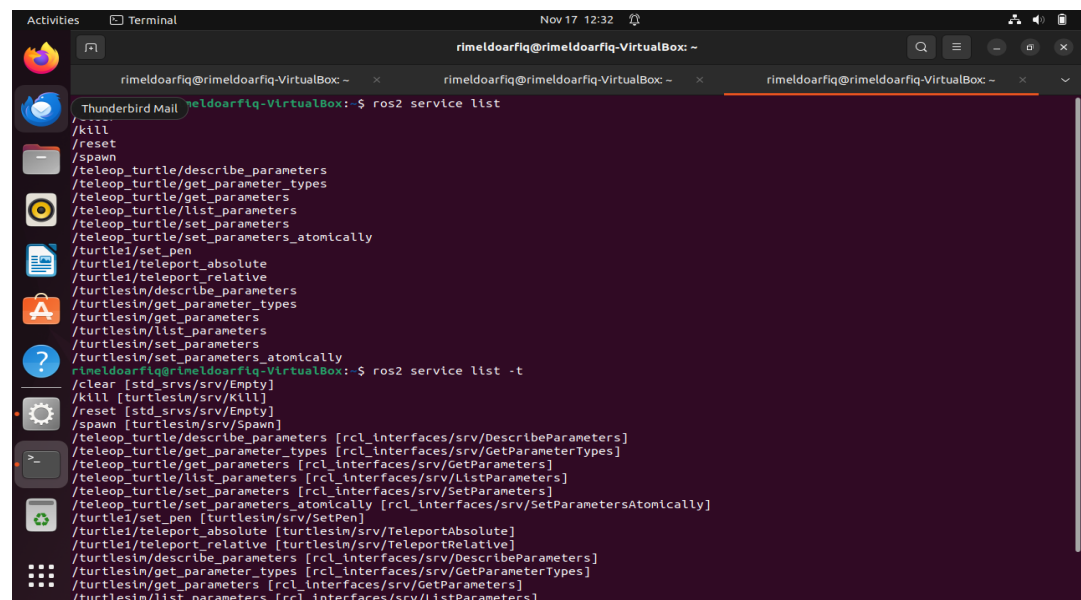 Activities Terminal Nov 17 12:32
rimeldoarfiq@rimeldoarfiq-VirtualBox: ~
rimeldoarfiq@rimeldoarfiq-VirtualBox: ~ × rimeldoarfiq@rimeldoarfiq-VirtualBox: ~ × rimeldoarfiq@rimeldoarfiq-VirtualBox: ~ ×
Thunderbird Mail
meldoarfiq-VirtualBox:~$ ros2 service list
/kill
/reset
/spawn
/teleop_turtle/describe_parameters
/teleop_turtle/get_parameter_types
/teleop_turtle/get_parameters
/teleop_turtle/list_parameters
/teleop_turtle/set_parameters
/teleop_turtle/set_parameters_atomically
/turtle1/set_pen
/turtle1/teleport_absolute
/turtle1/teleport_relative
/turtlesim/describe_parameters
/turtlesim/get_parameter_types
/turtlesim/get_parameters
/turtlesim/list_parameters
/turtlesim/set_parameters
/turtlesim/set_parameters_atomically
rimeldoarfiq@rimeldoarfiq-VirtualBox:~$ ros2 service list -t
/clear [std_srvs/srv/Empty]
/kill [turtlesim/srv/Kill]
/reset [std_srvs/srv/Empty]
/spawn [turtlesim/srv/Spawn]
/teleop_turtle/describe_parameters [rcl_interfaces/srv/DescribeParameters]
/teleop_turtle/get_parameter_types [rcl_interfaces/srv/GetParameterTypes]
/teleop_turtle/get_parameters [rcl_interfaces/srv/GetParameters]
/teleop_turtle/list_parameters [rcl_interfaces/srv/ListParameters]
/teleop_turtle/set_parameters [rcl_interfaces/srv/SetParameters]
/teleop_turtle/set_parameters_atomically [rcl_interfaces/srv/SetParametersAtomically]
/turtle1/set_pen [turtlesim/srv/SetPen]
/turtle1/teleport_absolute [turtlesim/srv/TeleportAbsolute]
/turtle1/teleport_relative [turtlesim/srv/TeleportRelative]
/turtlesim/describe_parameters [rcl_interfaces/srv/DescribeParameters]
/turtlesim/get_parameter_types [rcl_interfaces/srv/GetParameterTypes]
/turtlesim/get_parameters [rcl_interfaces/srv/GetParameters]
/turtlesim/list_parameters [rcl_interfaces/srv/ListParameters]